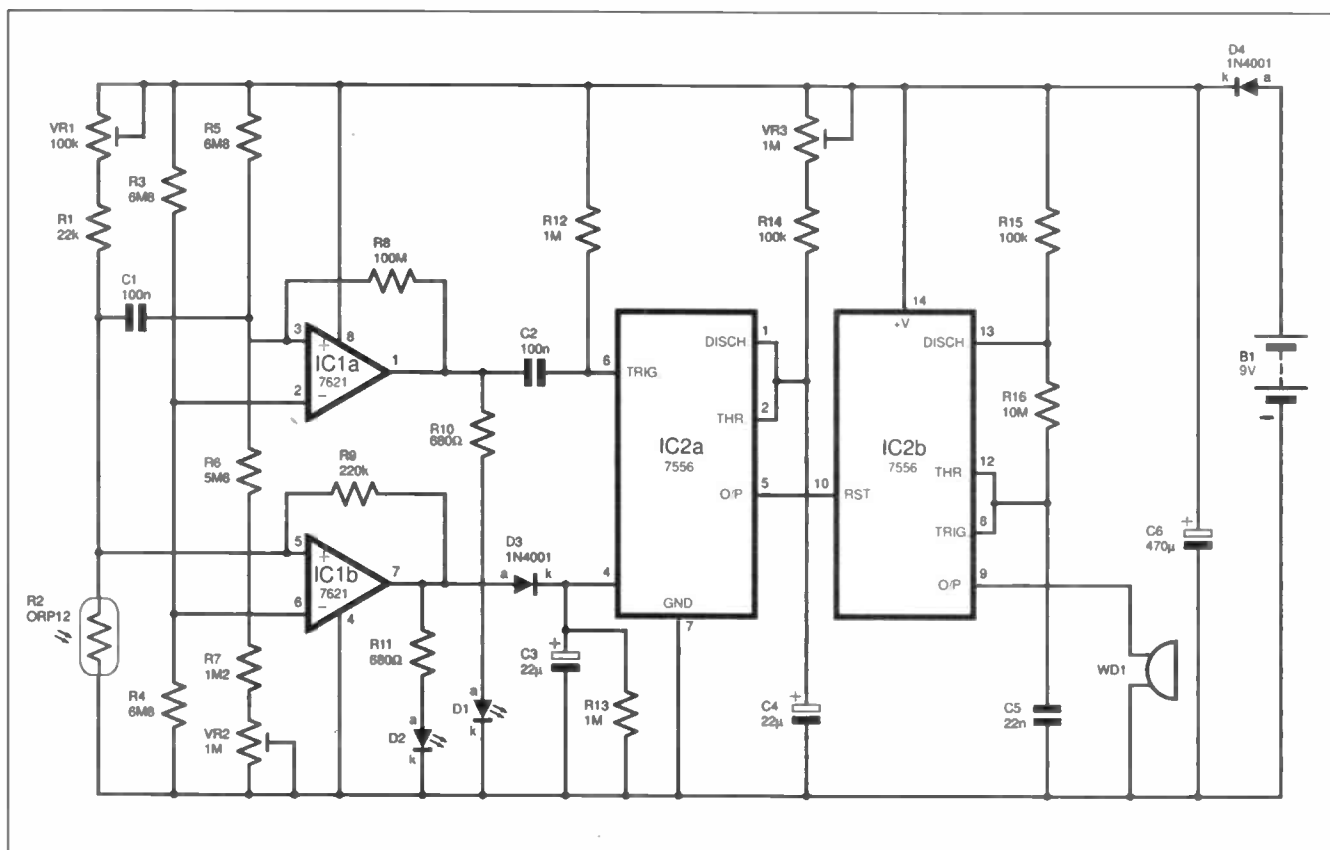 D4
1N4001
k a
VR1
100k
R5
6M8
VR3
1M
R3
6M8
R1
22k
R12
1M
R14
100k
R15
100k
R8
100M
C1
100n
14
+V
3
+
8
IC1a
7621
1
2
−
C2
100n
6
TRIG
DISCH
1
DISCH
13
B1
9V
−
THR
2
R16
10M
R10
680Ω
IC2a
7556
IC2b
7556
R6
5M6
R9
220k
THR
12
O/P
5
10
RST
TRIG
8
C6
470µ
+
5
+
IC1b
7621
7
6
−
4
D3
1N4001
a k
4
O/P
9
R2
ORP12
GND
7
R11
680Ω
R7
1M2
C3
22µ
+
WD1
R4
6M8
a
D1
k
R13
1M
C4
22µ
+
C5
22n
VR2
1M
a
D2
k